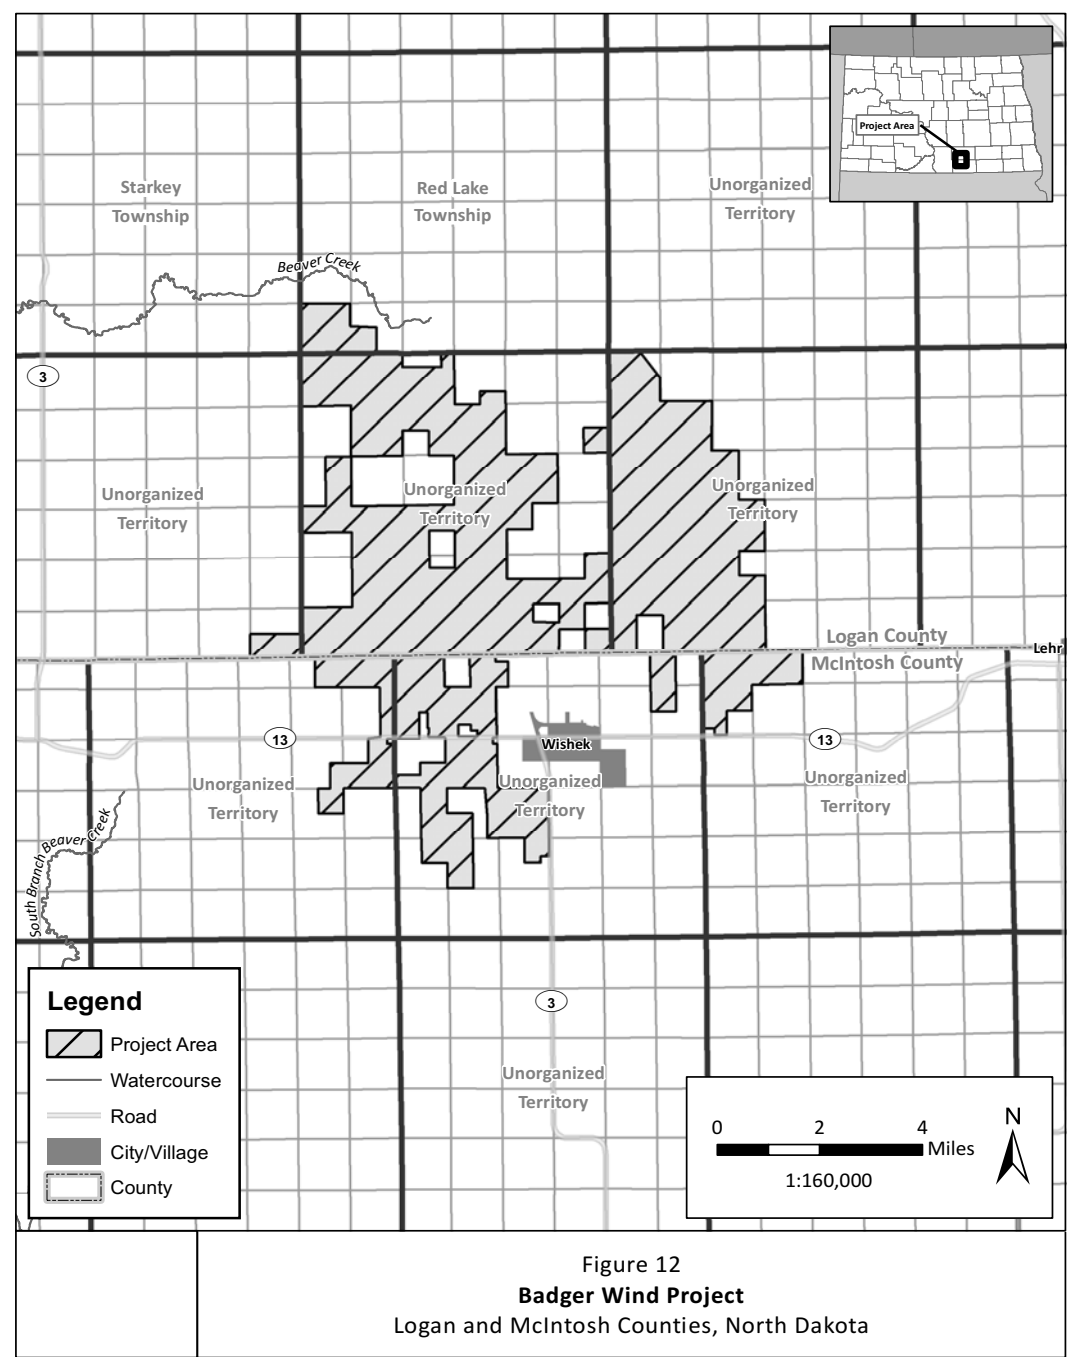 Project Area
Starkey
Township
Red Lake
Township
Unorganized
Territory
Beaver Creek
3
Unorganized
Territory
Unorganized
Territory
Unorganized
Territory
Logan County
McIntosh County
Lehr
13
Wishek
13
Unorganized
Territory
Unorganized
Territory
Unorganized
Territory
South Branch Beaver Creek
3
Unorganized
Territory
Legend
Project Area
Watercourse
Road
City/Village
County
0 2 4
Miles
1:160,000
N
Figure 12
Badger Wind Project
Logan and McIntosh Counties, North Dakota